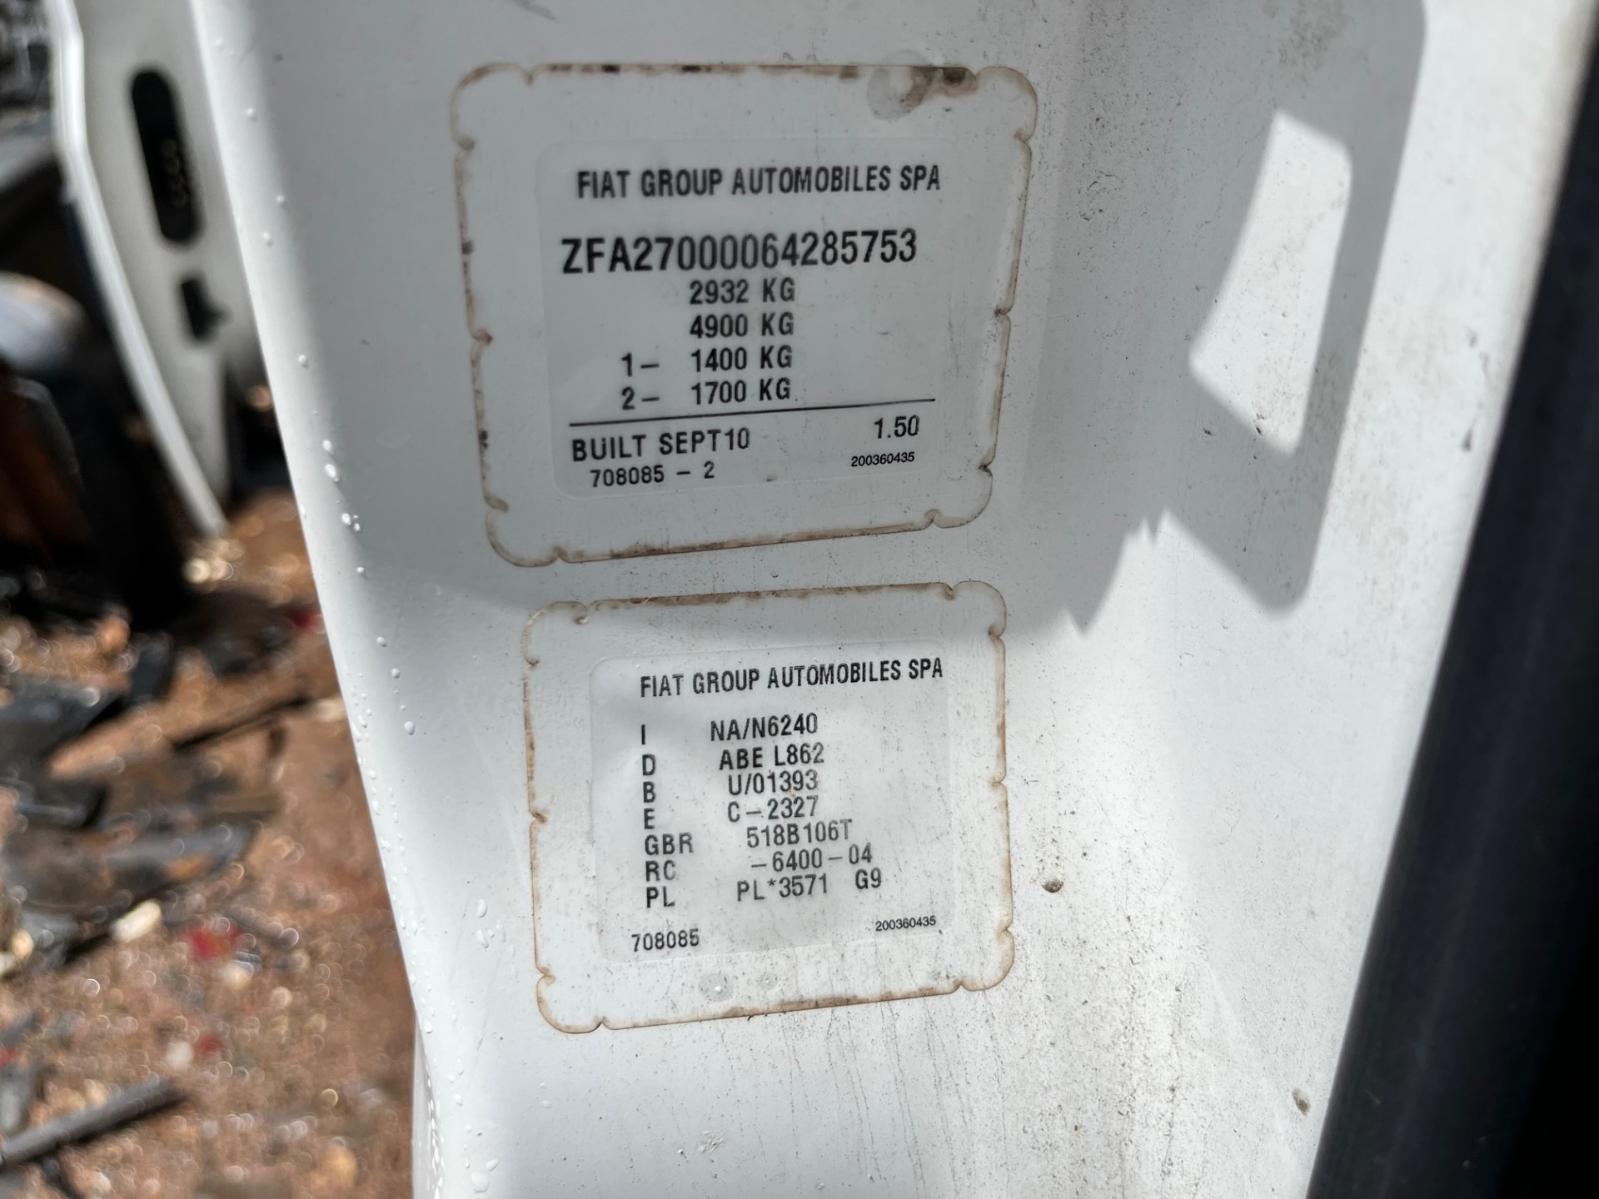 FIAT GROUP AUTOMOBILES SPA
ZFA27000064285753
2932 KG
4900 KG
1- 1400 KG
2- 1700 KG
BUILT SEPT10 1.50
708085 - 2 200360435
FIAT GROUP AUTOMOBILES SPA
I NA/N6240
D ABE L862
B U/01393
E C-2327
GBR 518B106T
RC -6400-04
PL PL*3571 G9
708085 200360435